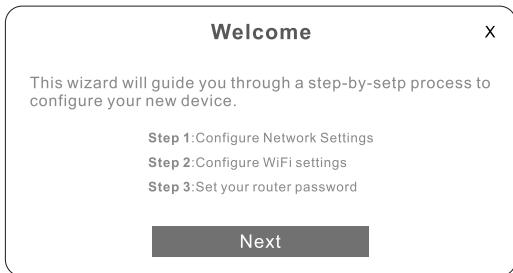 Welcome
X
This wizard will guide you through a step-by-setp process to
configure your new device.
Step 1:Configure Network Settings
Step 2:Configure WiFi settings
Step 3:Set your router password
Next